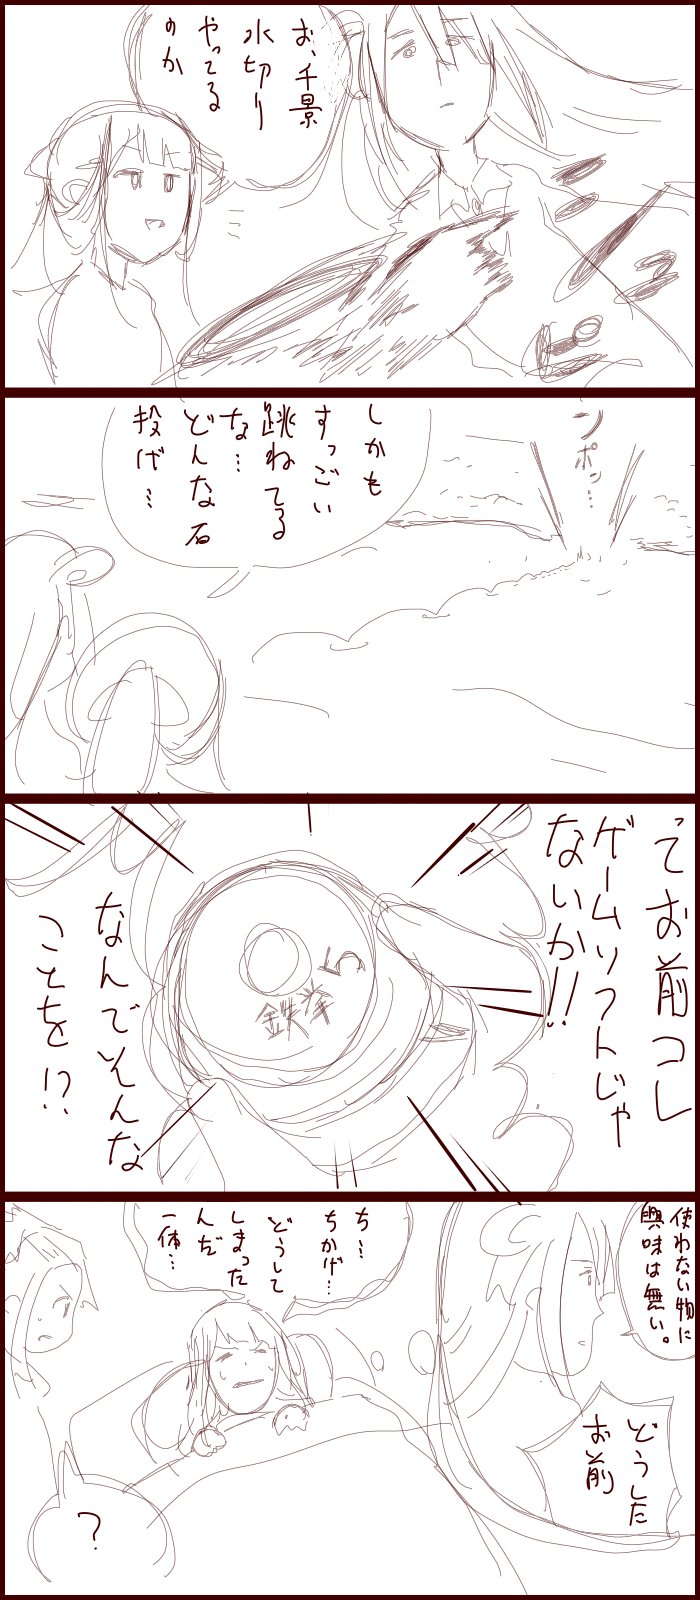 お、千景
水切り
やってる
のか
ンポン…
しかも
すっごい
跳ねてる
な…
どんな石
投げ…
ってお前コレ
ゲームソフトじゃ
ないか!!
鉄拳5
なんでそんな
ことを!?
使わない物に
興味は無い。
どうした
お前
ち…
ちかげ…
どうして
しまった
んだ
一体…
?